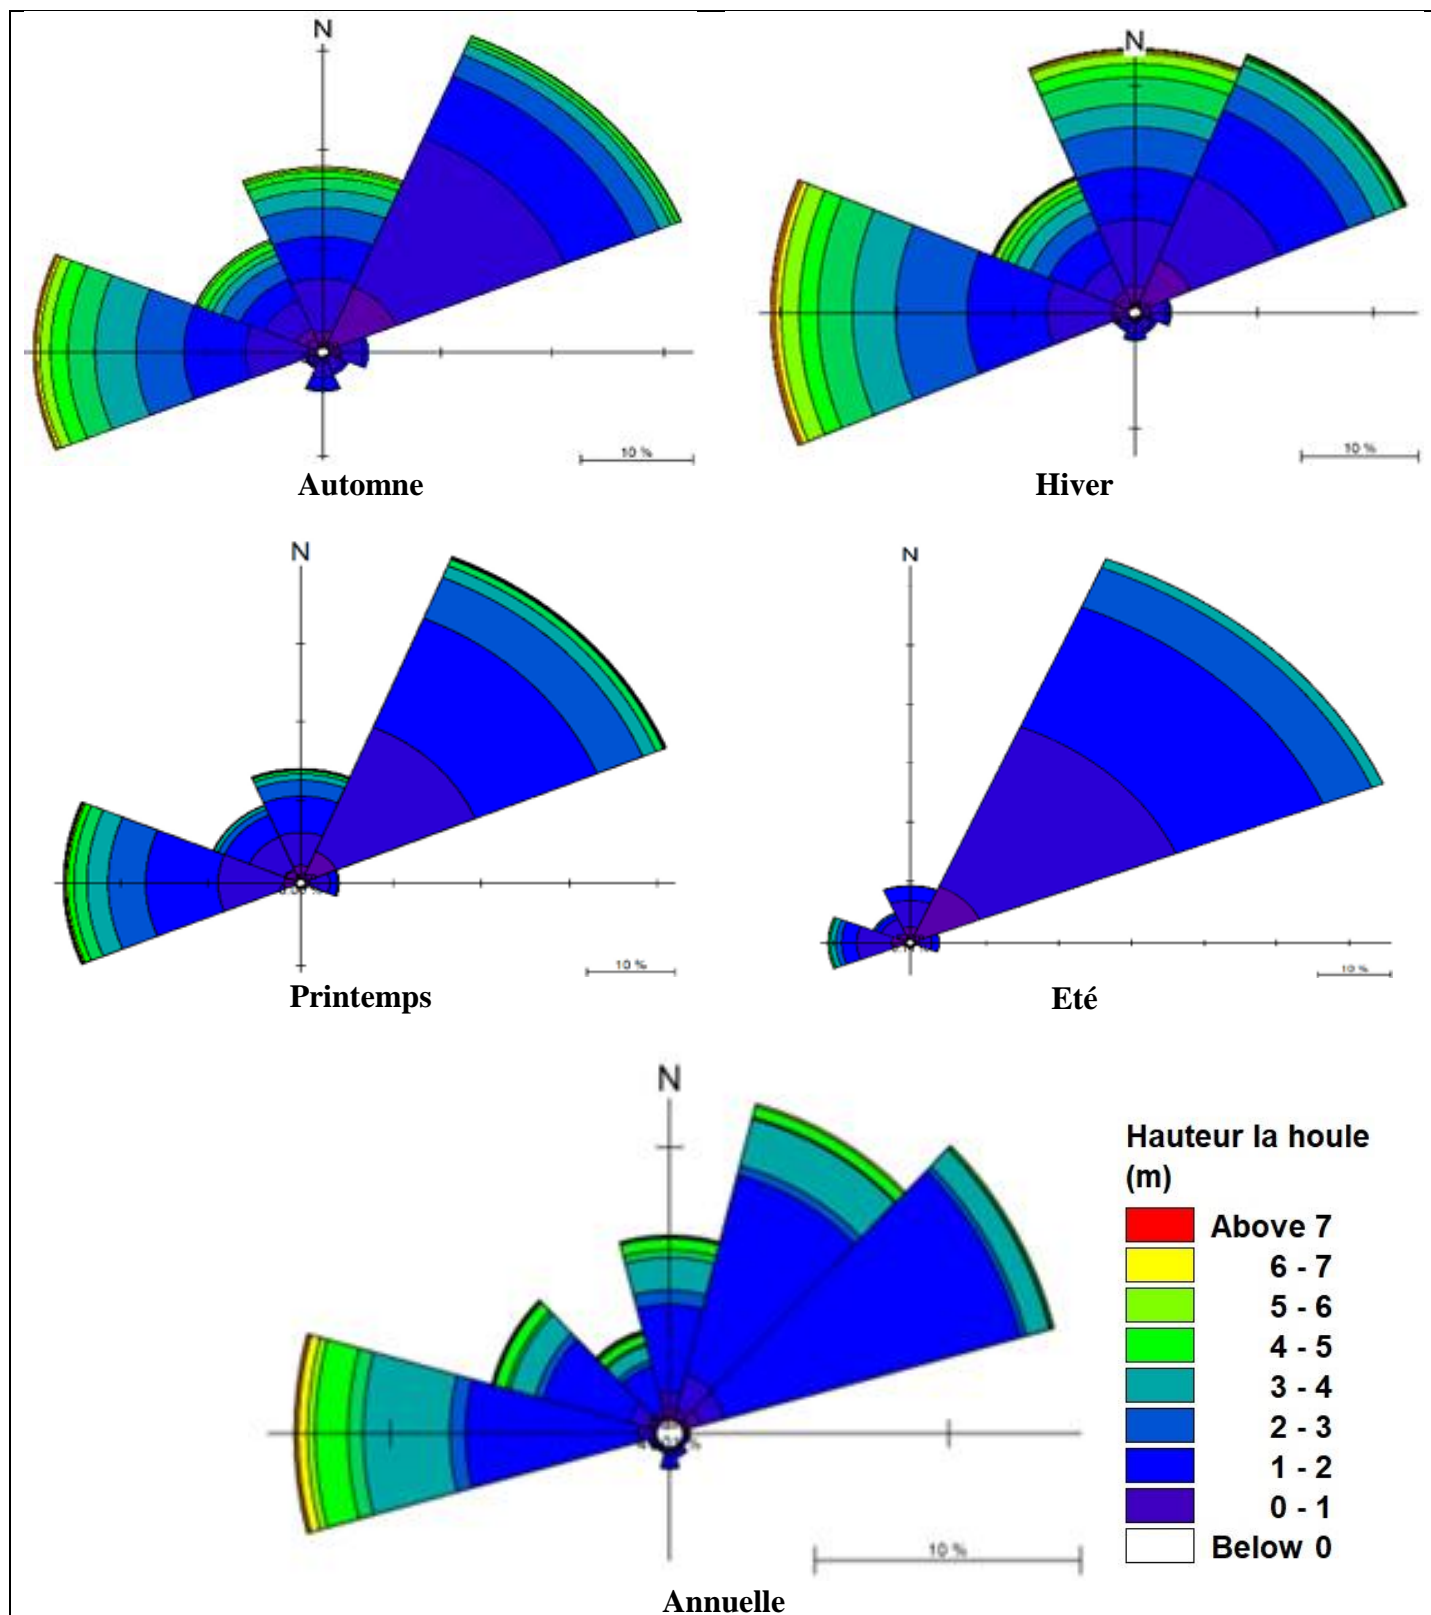 N
N
10 %
10 %
Automne
Hiver
N
N
10 %
10 %
Printemps
Eté
N
Hauteur la houle
(m)
Above 7
6 - 7
5 - 6
4 - 5
3 - 4
2 - 3
1 - 2
0 - 1
Below 0
10 %
Annuelle